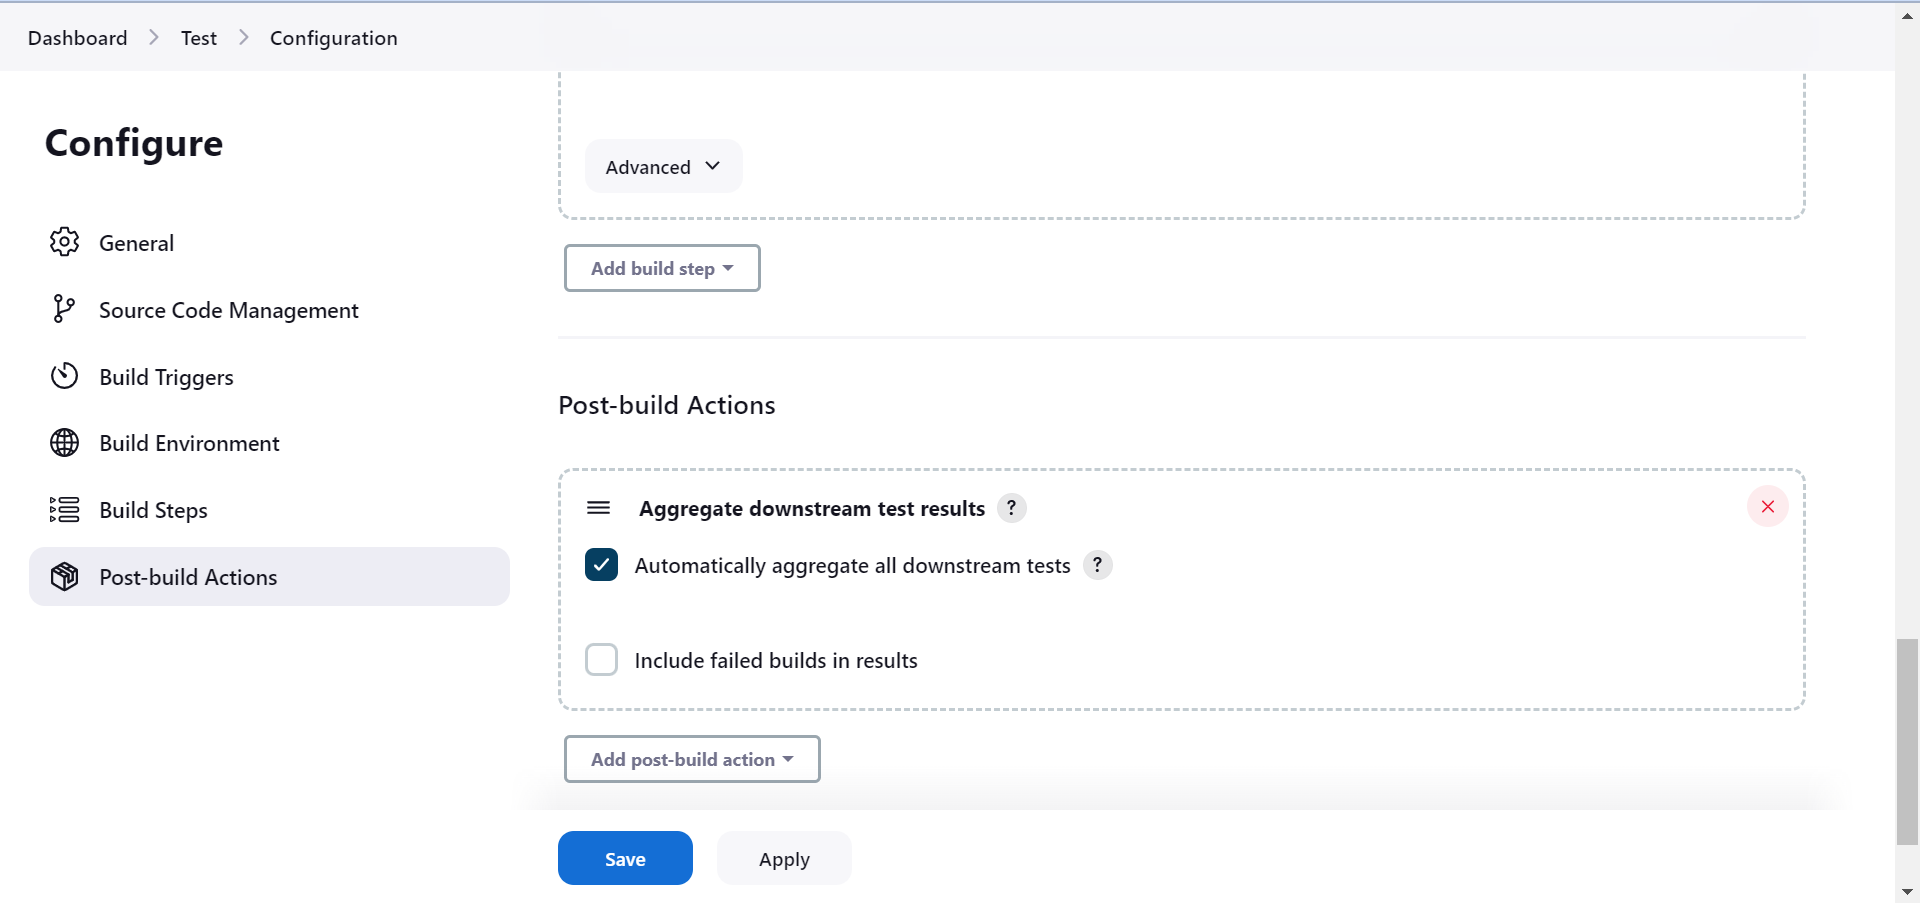 Dashboard > Test > Configuration
Configure
General
Source Code Management
Build Triggers
Build Environment
Build Steps
Post-build Actions
Advanced
Add build step
Post-build Actions
Aggregate downstream test results ?
Automatically aggregate all downstream tests ?
Include failed builds in results
Add post-build action
Save Apply